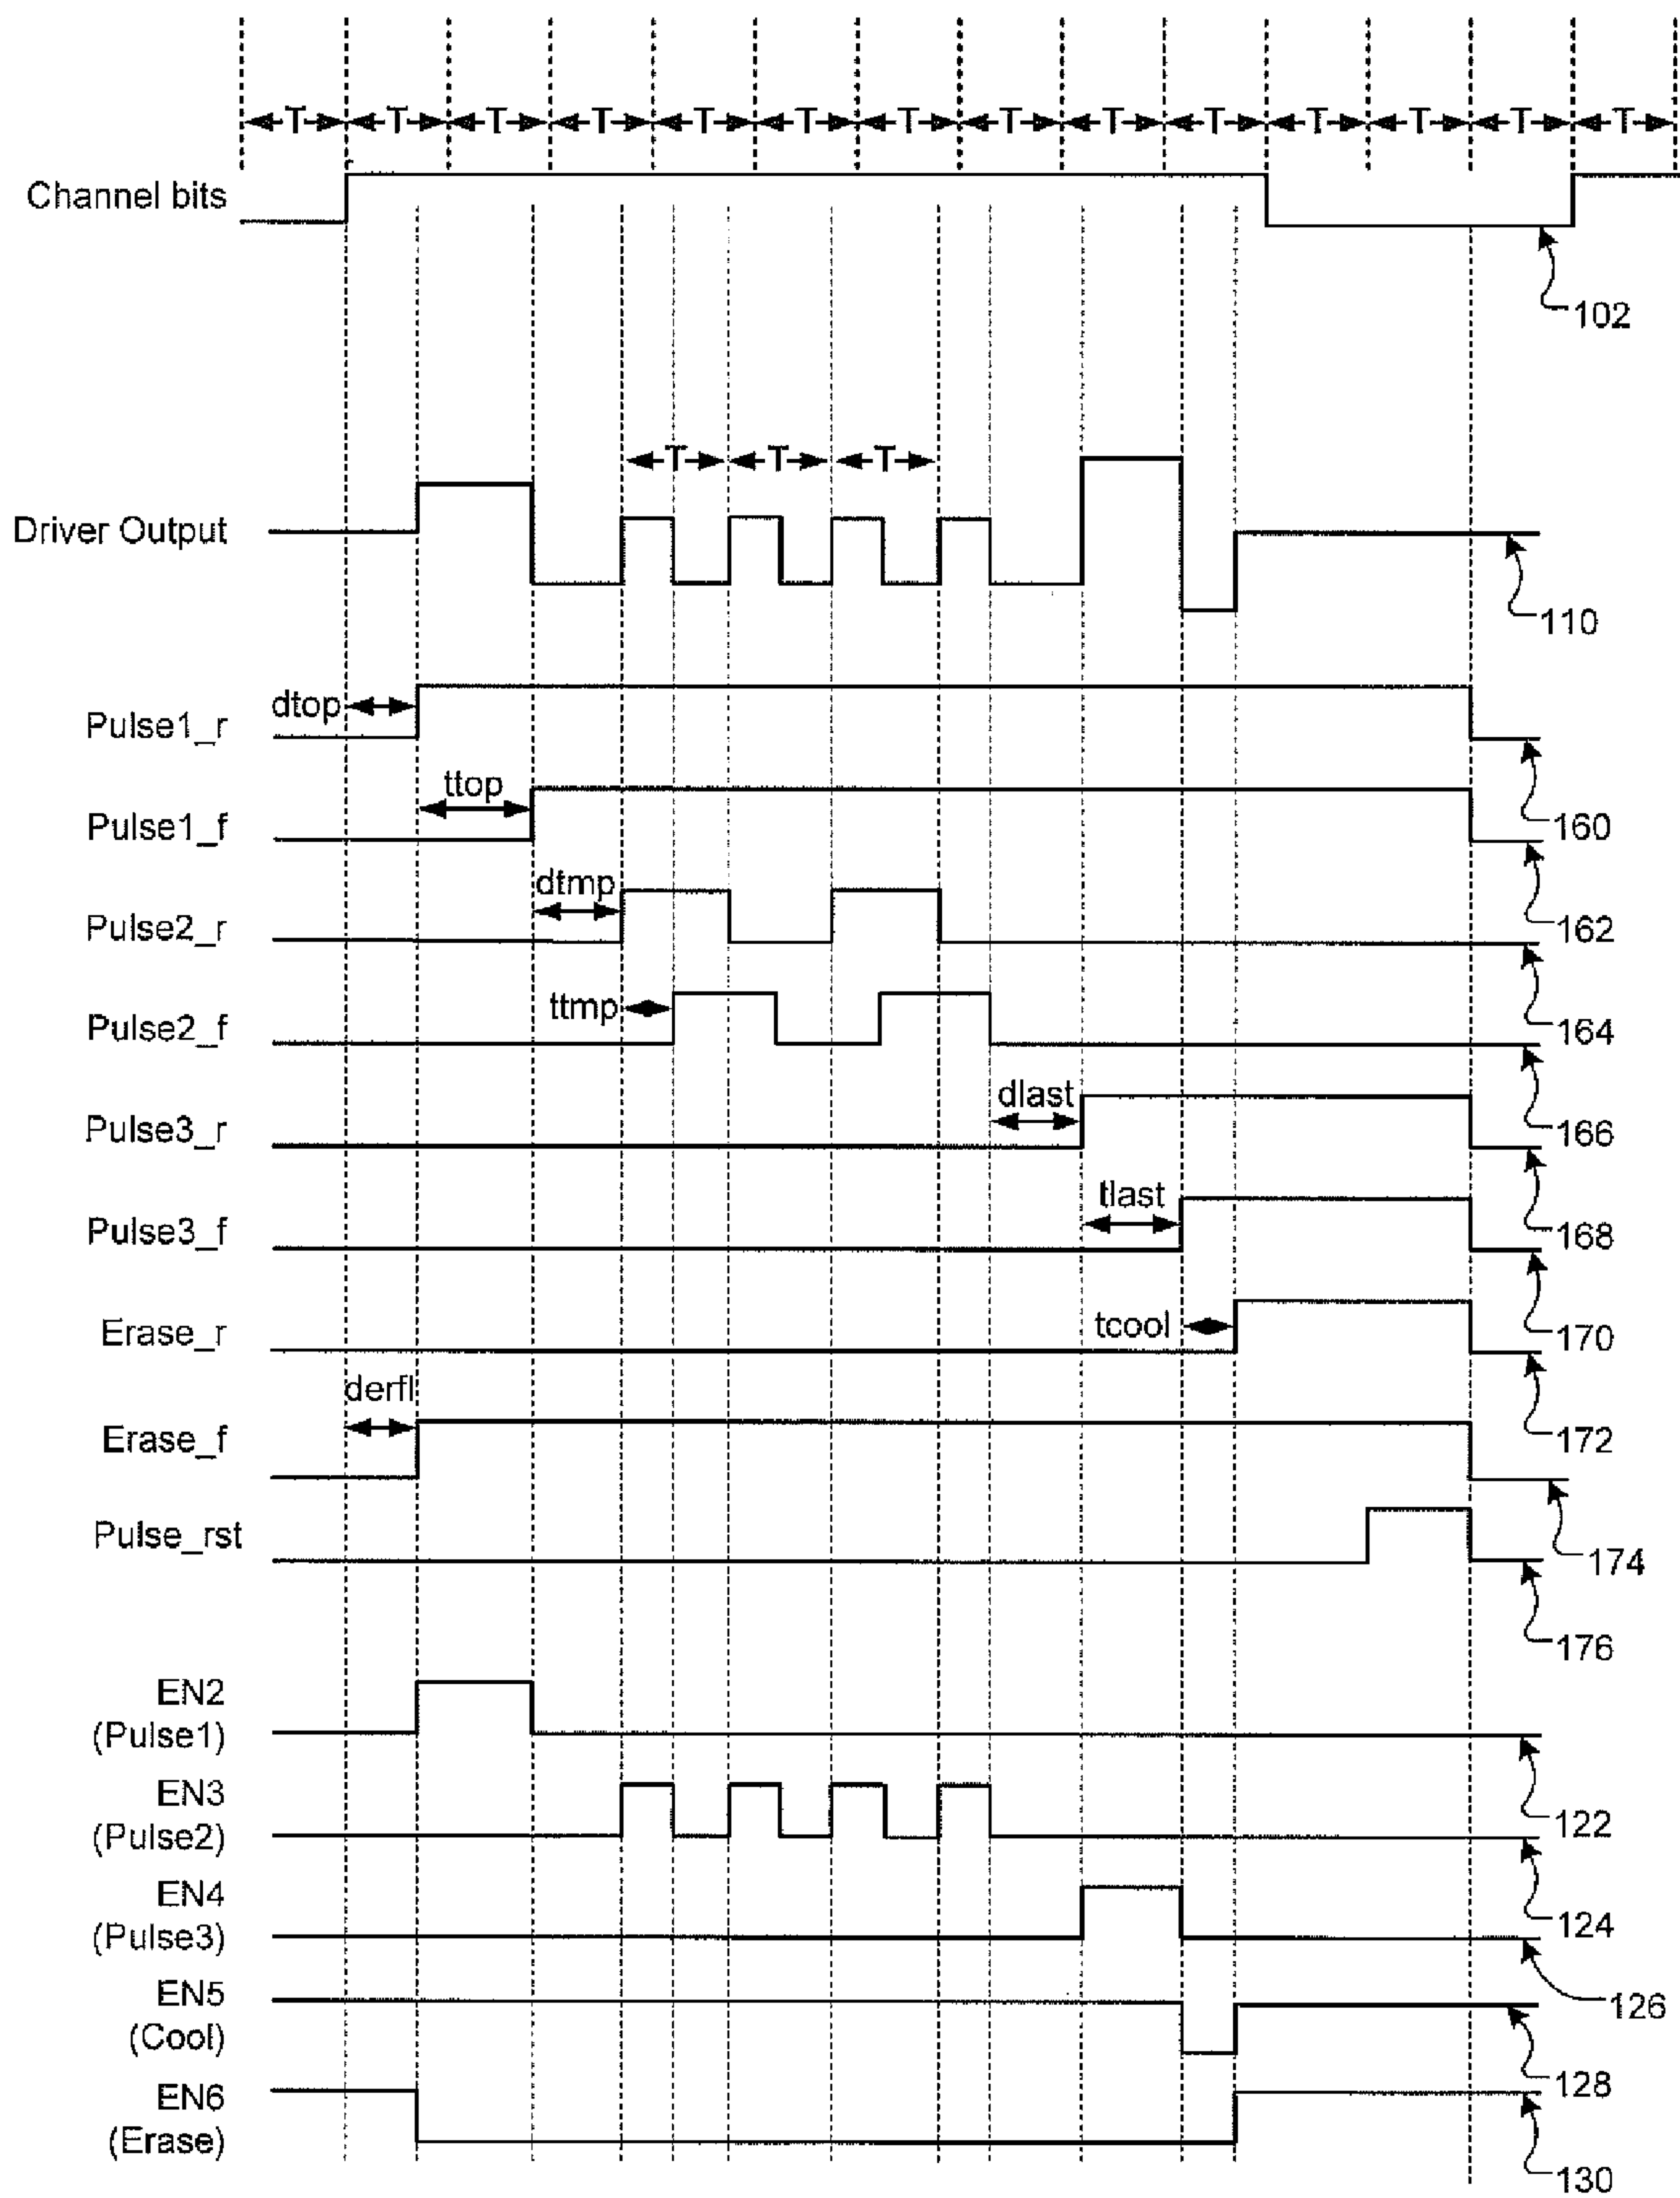 T T T T T T T T T T T T T T
Channel bits
102
T T T
Driver Output
110
dtop
Pulse1_r
160
ttop
Pulse1_f
162
dtmp
Pulse2_r
164
ttmp
Pulse2_f
166
dlast
Pulse3_r
168
tlast
Pulse3_f
170
tcool
Erase_r
172
derfl
Erase_f
174
Pulse_rst
176
EN2
(Pulse1)
122
EN3
(Pulse2)
124
EN4
(Pulse3)
126
EN5
(Cool)
128
EN6
(Erase)
130